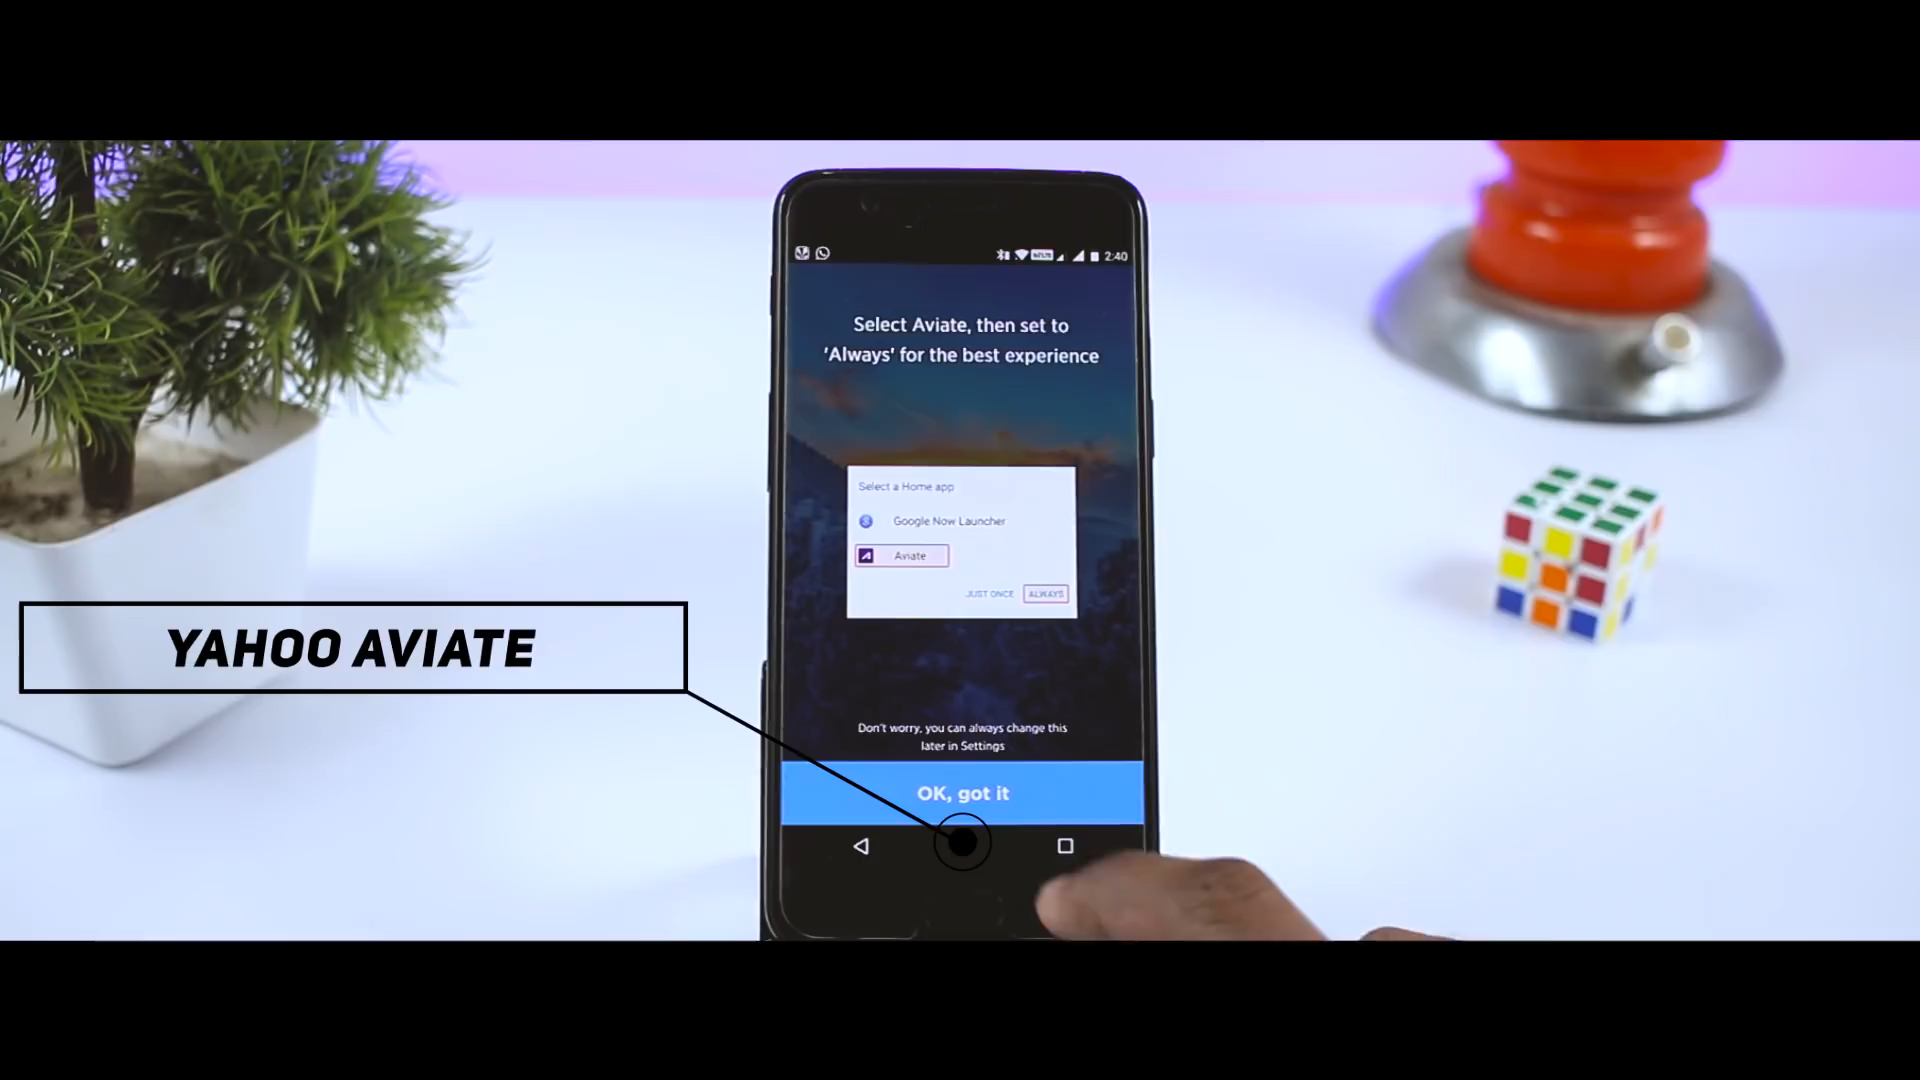 2:40
Select Aviate, then set to
'Always' for the best experience
Select a Home app
Google Now Launcher
Aviate
JUST ONCE ALWAYS
YAHOO AVIATE
Don't worry, you can always change this
later in Settings
OK, got it